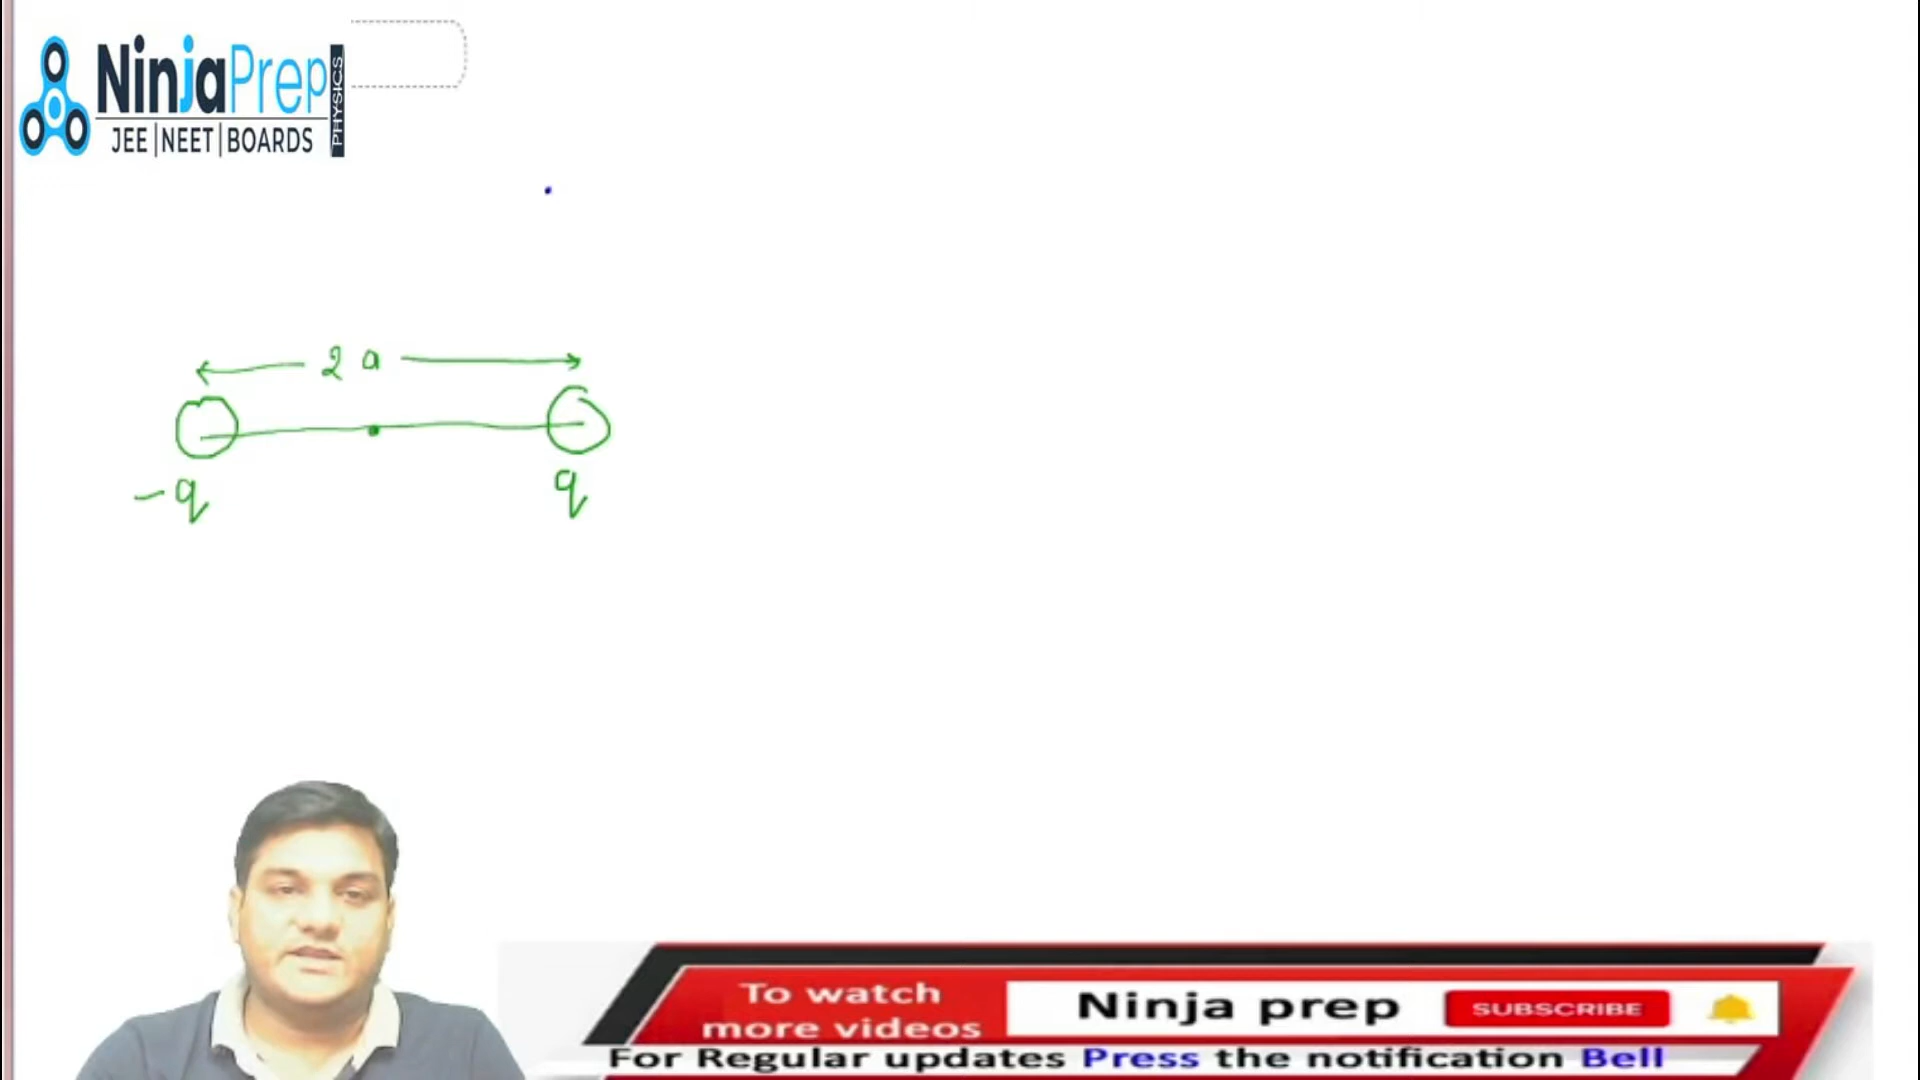 NinjaPrep
PHYSICS
JEE|NEET|BOARDS
2a
-q
q
To watch
more videos
Ninja prep
SUBSCRIBE
For Regular updates Press the notification Bell